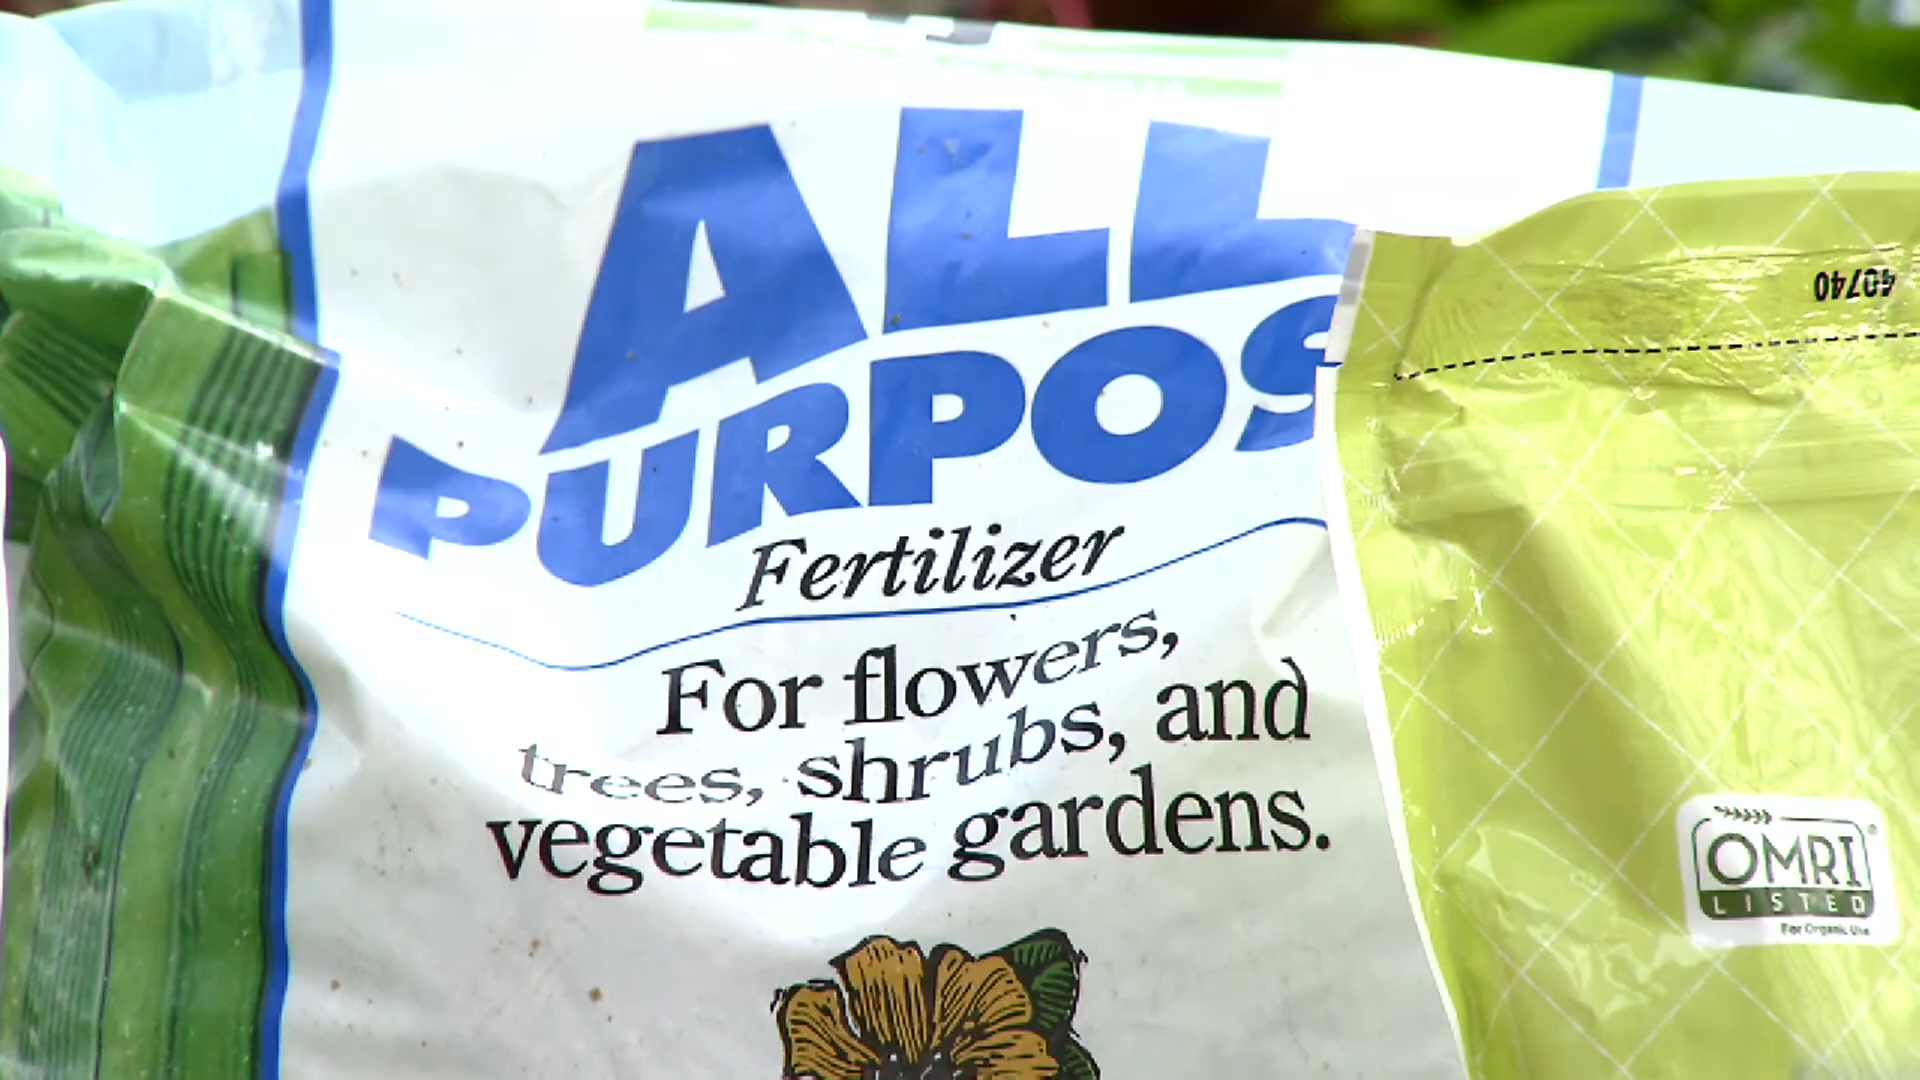 ALL
PURPOS
Fertilizer
For flowers,
trees, shrubs, and
vegetable gardens.
40740
OMRI
LISTED
For Organic Use